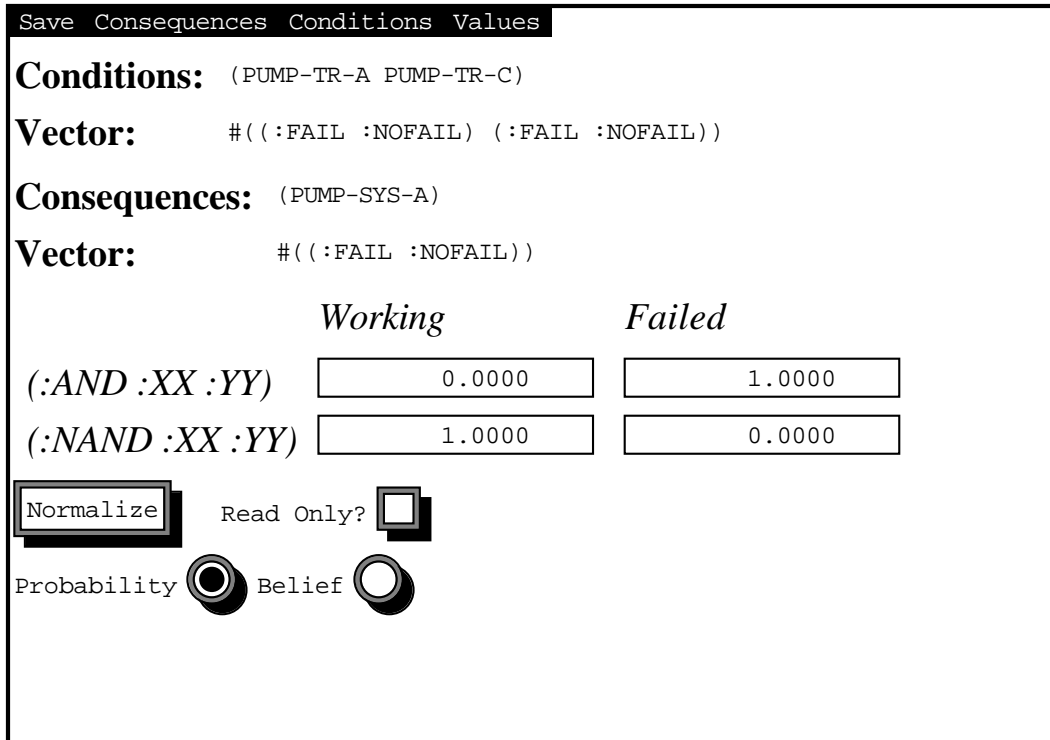 Save Consequences Conditions Values
Conditions: (PUMP-TR-A PUMP-TR-C)
Vector: #((:FAIL :NOFAIL) (:FAIL :NOFAIL))
Consequences: (PUMP-SYS-A)
Vector: #((:FAIL :NOFAIL))
Working Failed
(:AND :XX :YY) 0.0000 1.0000
(:NAND :XX :YY) 1.0000 0.0000
Normalize Read Only?
Probability Belief